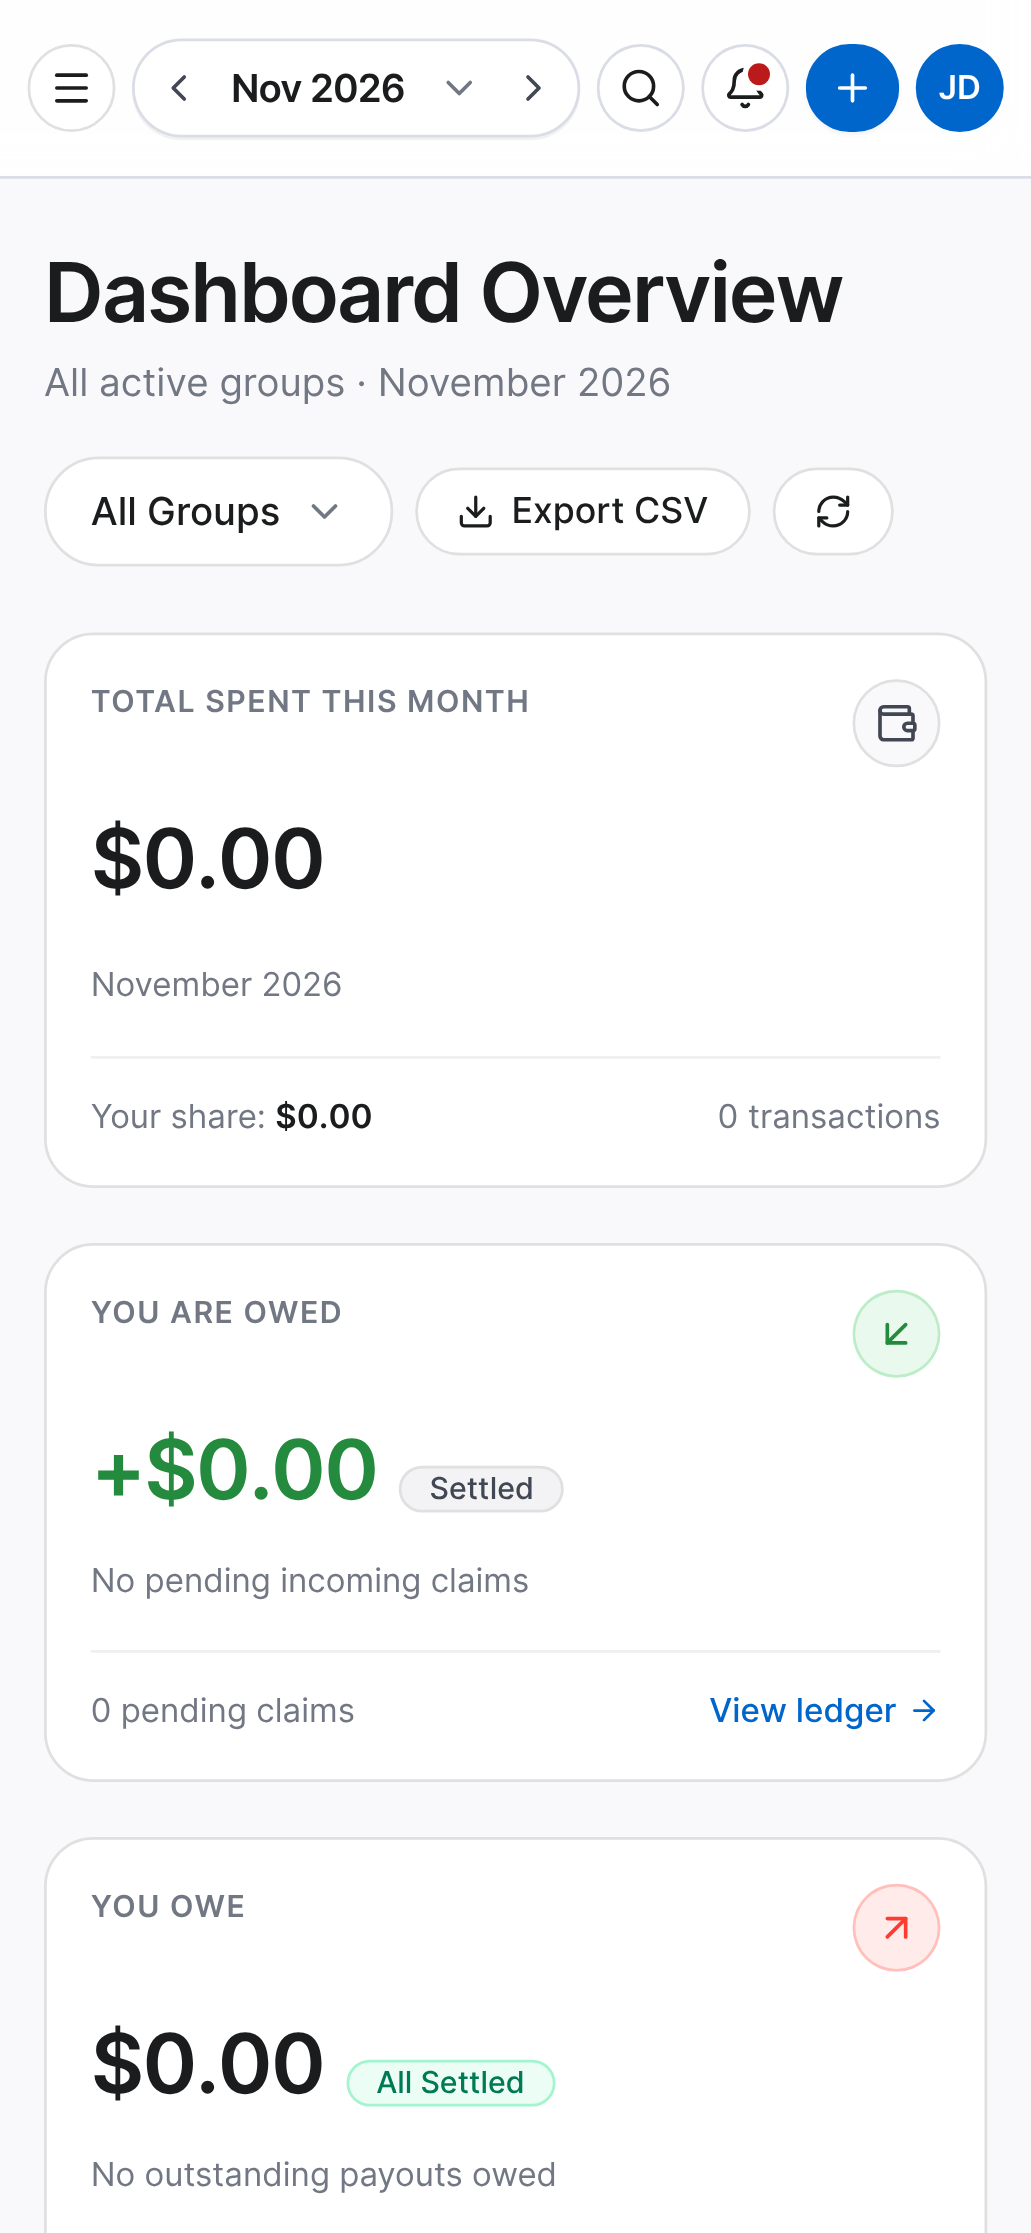 Nov 2026
JD
Dashboard Overview
All active groups · November 2026
All Groups
Export CSV
TOTAL SPENT THIS MONTH
$0.00
November 2026
Your share: $0.00
0 transactions
YOU ARE OWED
+$0.00
Settled
No pending incoming claims
0 pending claims
View ledger →
YOU OWE
$0.00
All Settled
No outstanding payouts owed